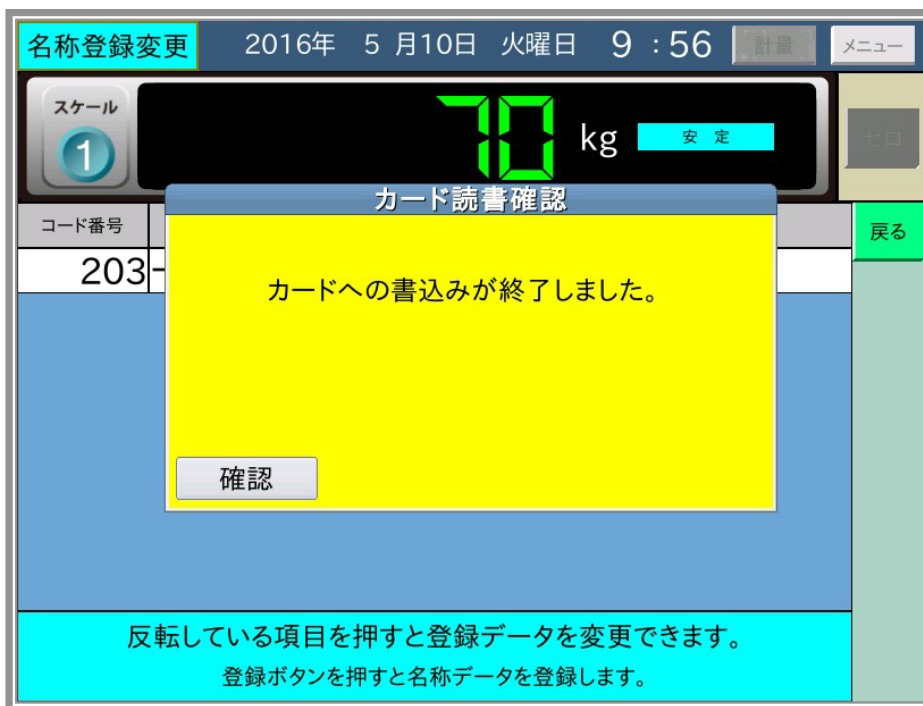 名称登録変更 2016年 5月10日 火曜日 9:56 計量 メニュー
スケール
1
70 kg 安定
ゼロ
カード読書確認
コード番号
戻る
203
カードへの書込みが終了しました。
確認
反転している項目を押すと登録データを変更できます。
登録ボタンを押すと名称データを登録します。